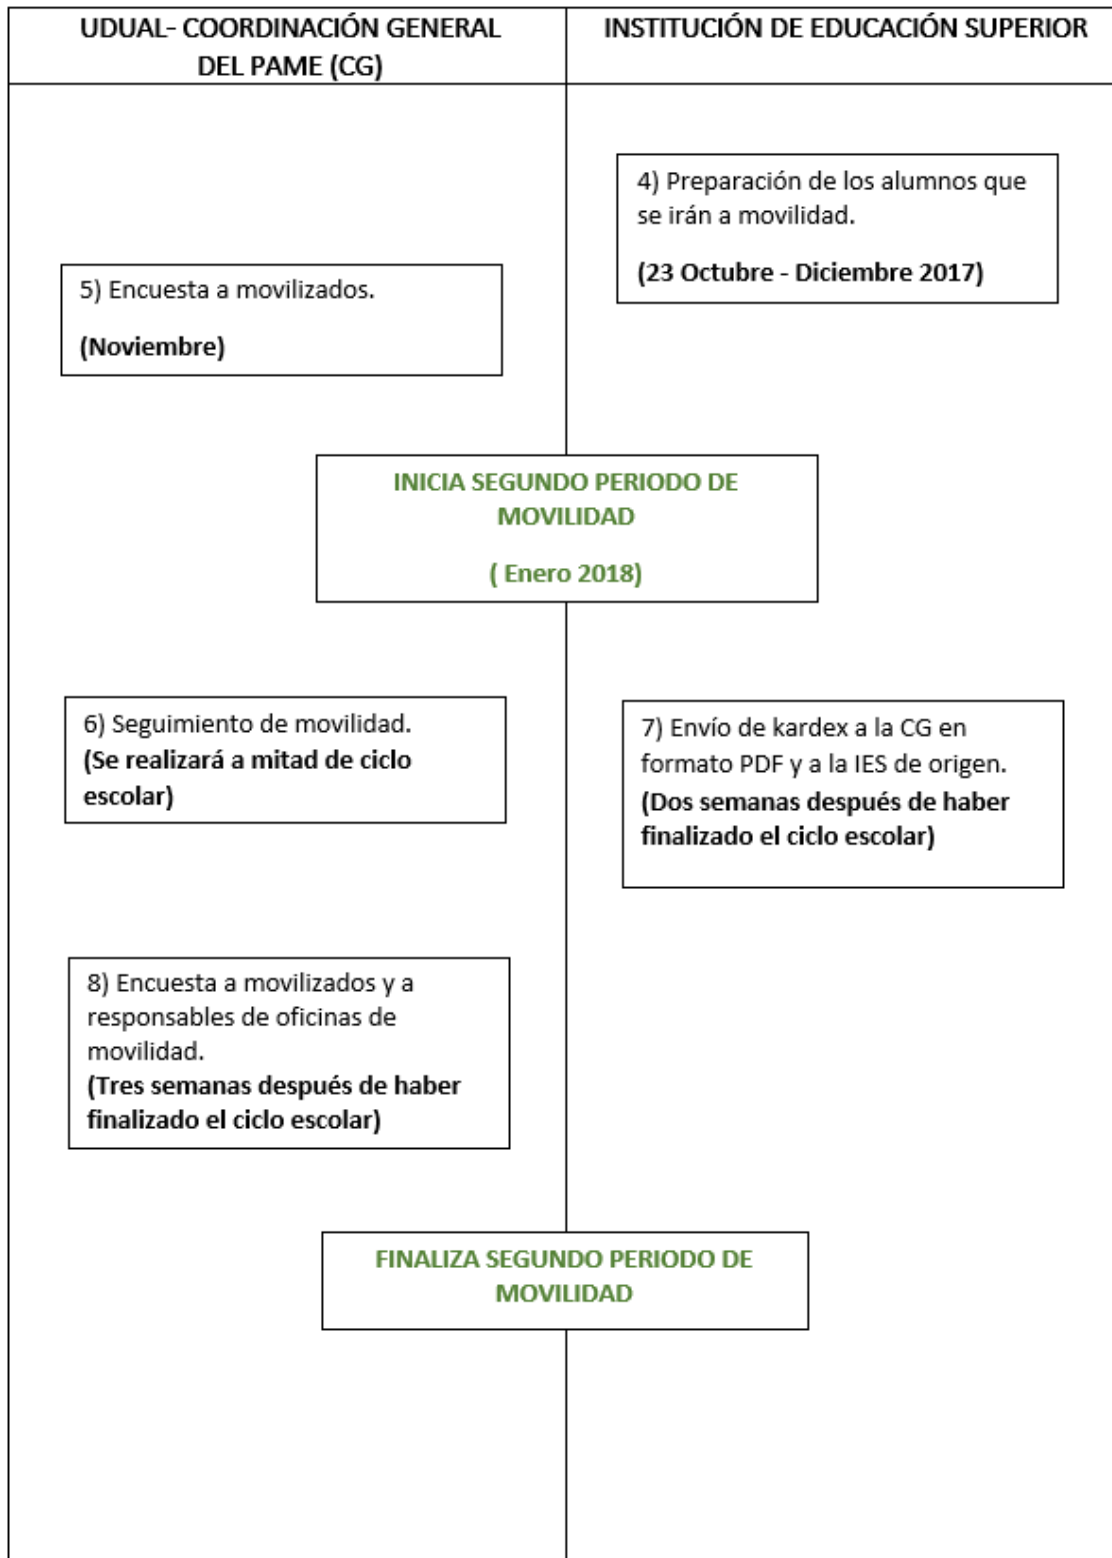 UDUAL- COORDINACIÓN GENERAL
DEL PAME (CG)
INSTITUCIÓN DE EDUCACIÓN SUPERIOR
4) Preparación de los alumnos que
se irán a movilidad.
(23 Octubre - Diciembre 2017)
5) Encuesta a movilizados.
(Noviembre)
INICIA SEGUNDO PERIODO DE
MOVILIDAD
( Enero 2018)
6) Seguimiento de movilidad.
(Se realizará a mitad de ciclo
escolar)
7) Envío de kardex a la CG en
formato PDF y a la IES de origen.
(Dos semanas después de haber
finalizado el ciclo escolar)
8) Encuesta a movilizados y a
responsables de oficinas de
movilidad.
(Tres semanas después de haber
finalizado el ciclo escolar)
FINALIZA SEGUNDO PERIODO DE
MOVILIDAD